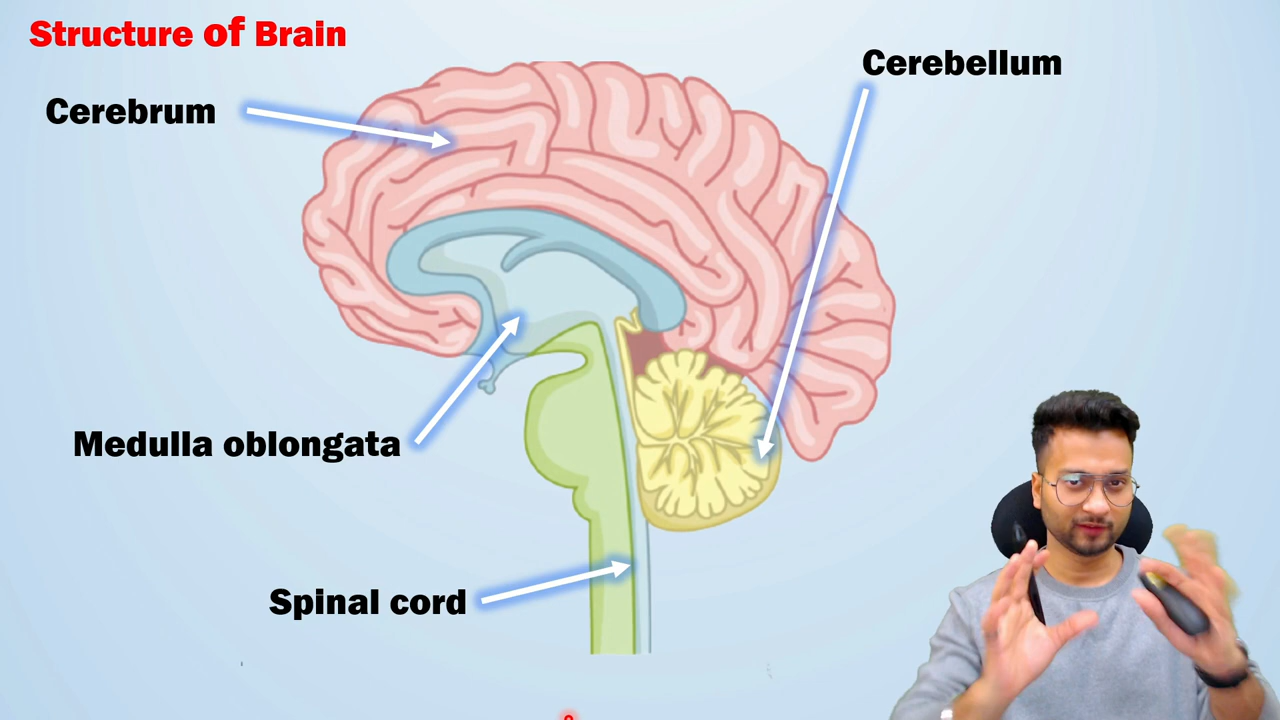 Structure of Brain
Cerebellum
Cerebrum
Medulla oblongata
Spinal cord